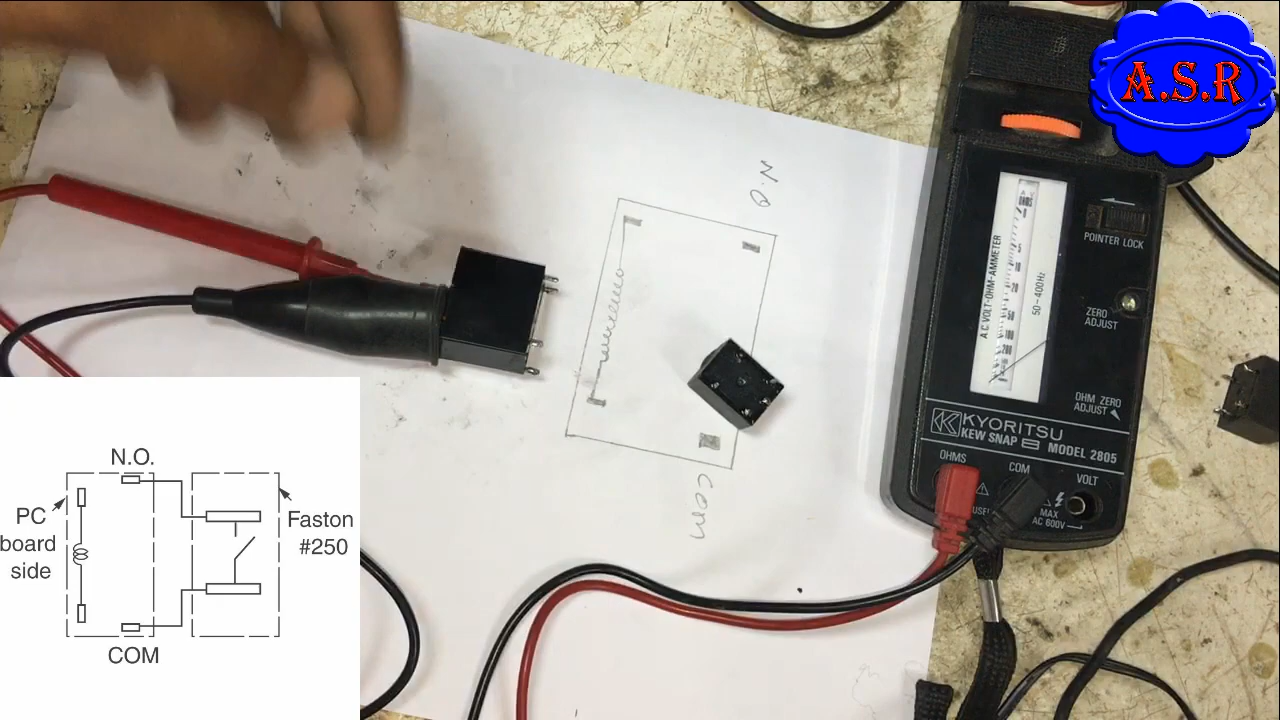 A.S.R
N.O
COM
OHMS
A.C.VOLT-OHM-AMMETER
50-400Hz
POINTER LOCK
ZERO
ADJUST
OHM ZERO
ADJUST
KYORITSU
KEW SNAP MODEL 2805
OHMS
COM
VOLT
MAX
AC 600V
N.O.
PC
board
side
Faston
#250
COM